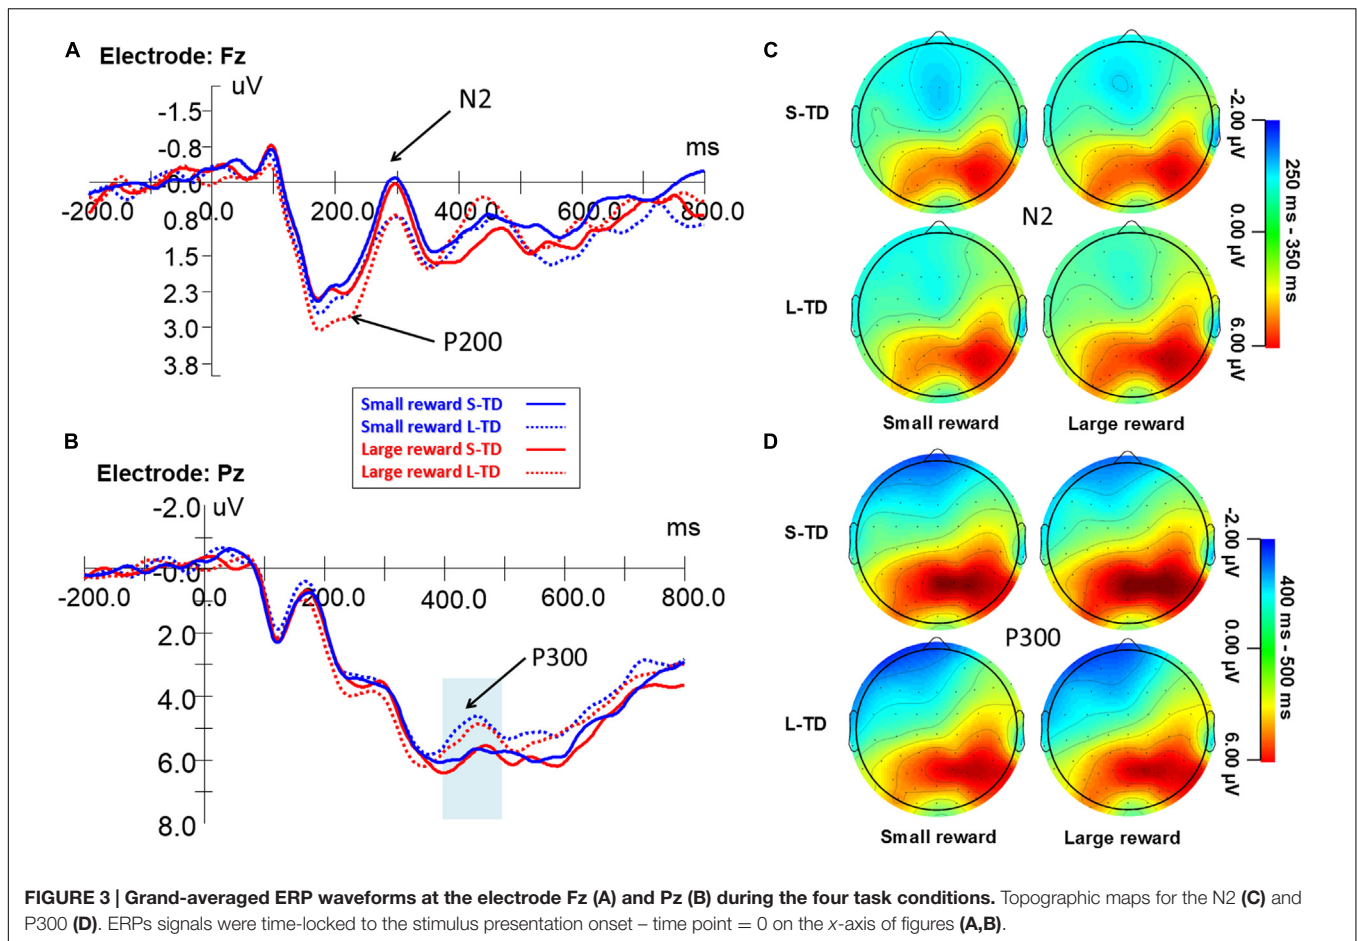 A
Electrode: Fz
uV
-1.5
-0.8
-0.0
0.8
1.5
2.3
3.0
3.8
-200.0
0.0
200.0
400.0
600.0
800.0
ms
N2
P200
Small reward S-TD
Small reward L-TD
Large reward S-TD
Large reward L-TD
B
Electrode: Pz
-2.0
uV
-0.0
2.0
4.0
6.0
8.0
-200.0
0.0
200.0
400.0
600.0
800.0
ms
P300
C
S-TD
N2
L-TD
Small reward
Large reward
-2.00 µV
0.00 µV
6.00 µV
250 ms - 350 ms
D
S-TD
P300
L-TD
Small reward
Large reward
-2.00 µV
0.00 µV
6.00 µV
400 ms - 500 ms
FIGURE 3 | Grand-averaged ERP waveforms at the electrode Fz (A) and Pz (B) during the four task conditions. Topographic maps for the N2 (C) and
P300 (D). ERPs signals were time-locked to the stimulus presentation onset – time point = 0 on the x-axis of figures (A,B).